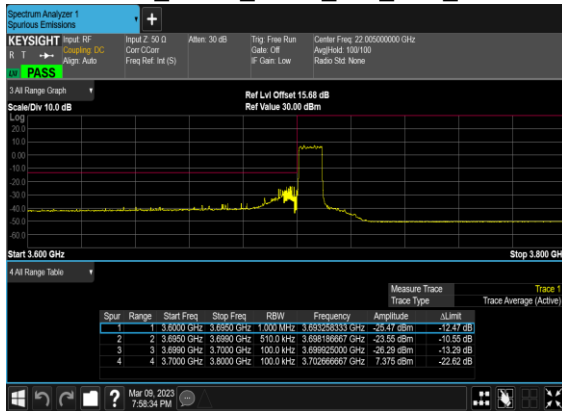 Spectrum Analyzer 1
Spurious Emissions
KEYSIGHT Input: RF Input Z: 50 Ω Atten: 30 dB Trig: Free Run Center Freq: 22.005000000 GHz
R T Coupling: DC Corr CCorr Gate: Off Avg|Hold: 100/100
Align: Auto Freq Ref: Int (S) IF Gain: Low Radio Std: None
PASS
3 All Range Graph
Ref Lvl Offset 15.68 dB
Scale/Div 10.0 dB Ref Value 30.00 dBm
Log
20.0
10.0
0.00
-10.0
-20.0
-30.0
-40.0
-50.0
-60.0
Start 3.600 GHz Stop 3.800 GH
4 All Range Table
Measure Trace Trace 1
Trace Type Trace Average (Active)
Spur Range Start Freq Stop Freq RBW Frequency Amplitude ΔLimit
1 1 3.6000 GHz 3.6950 GHz 1.000 MHz 3.693258333 GHz -25.47 dBm -12.47 dB
2 2 3.6950 GHz 3.6990 GHz 510.0 kHz 3.698186667 GHz -23.55 dBm -10.55 dB
3 3 3.6990 GHz 3.7000 GHz 100.0 kHz 3.699925000 GHz -26.29 dBm -13.29 dB
4 4 3.7000 GHz 3.8000 GHz 100.0 kHz 3.702666667 GHz 7.375 dBm -22.62 dB
? Mar 09, 2023
7:58:34 PM